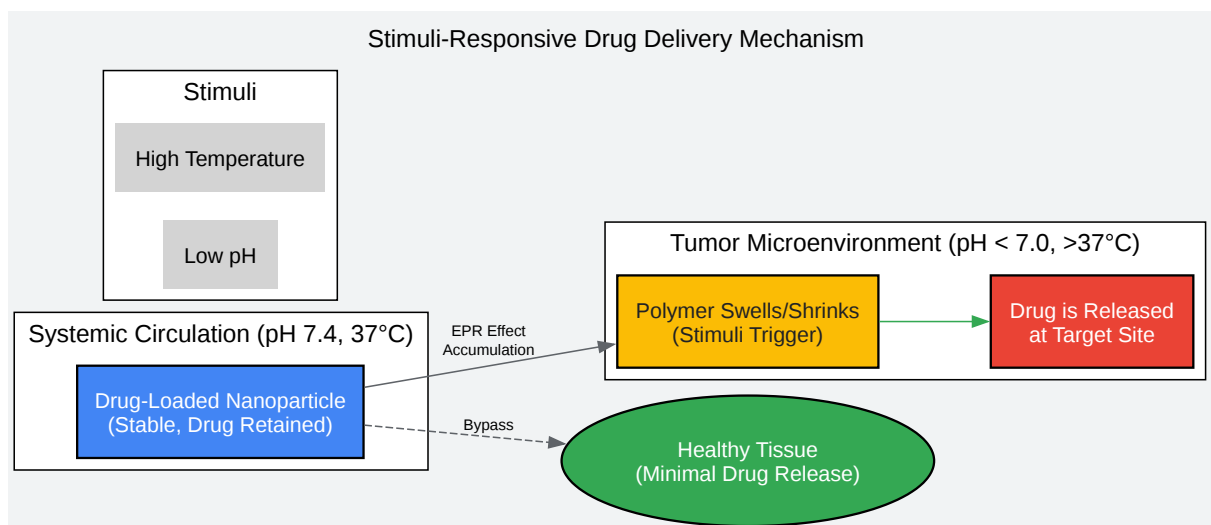 Stimuli-Responsive Drug Delivery Mechanism
Stimuli
High Temperature
Low pH
Systemic Circulation (pH 7.4, 37°C)
Drug-Loaded Nanoparticle
(Stable, Drug Retained)
EPR Effect
Accumulation
Bypass
Tumor Microenvironment (pH < 7.0, >37°C)
Polymer Swells/Shrinks
(Stimuli Trigger)
Drug is Released
at Target Site
Healthy Tissue
(Minimal Drug Release)